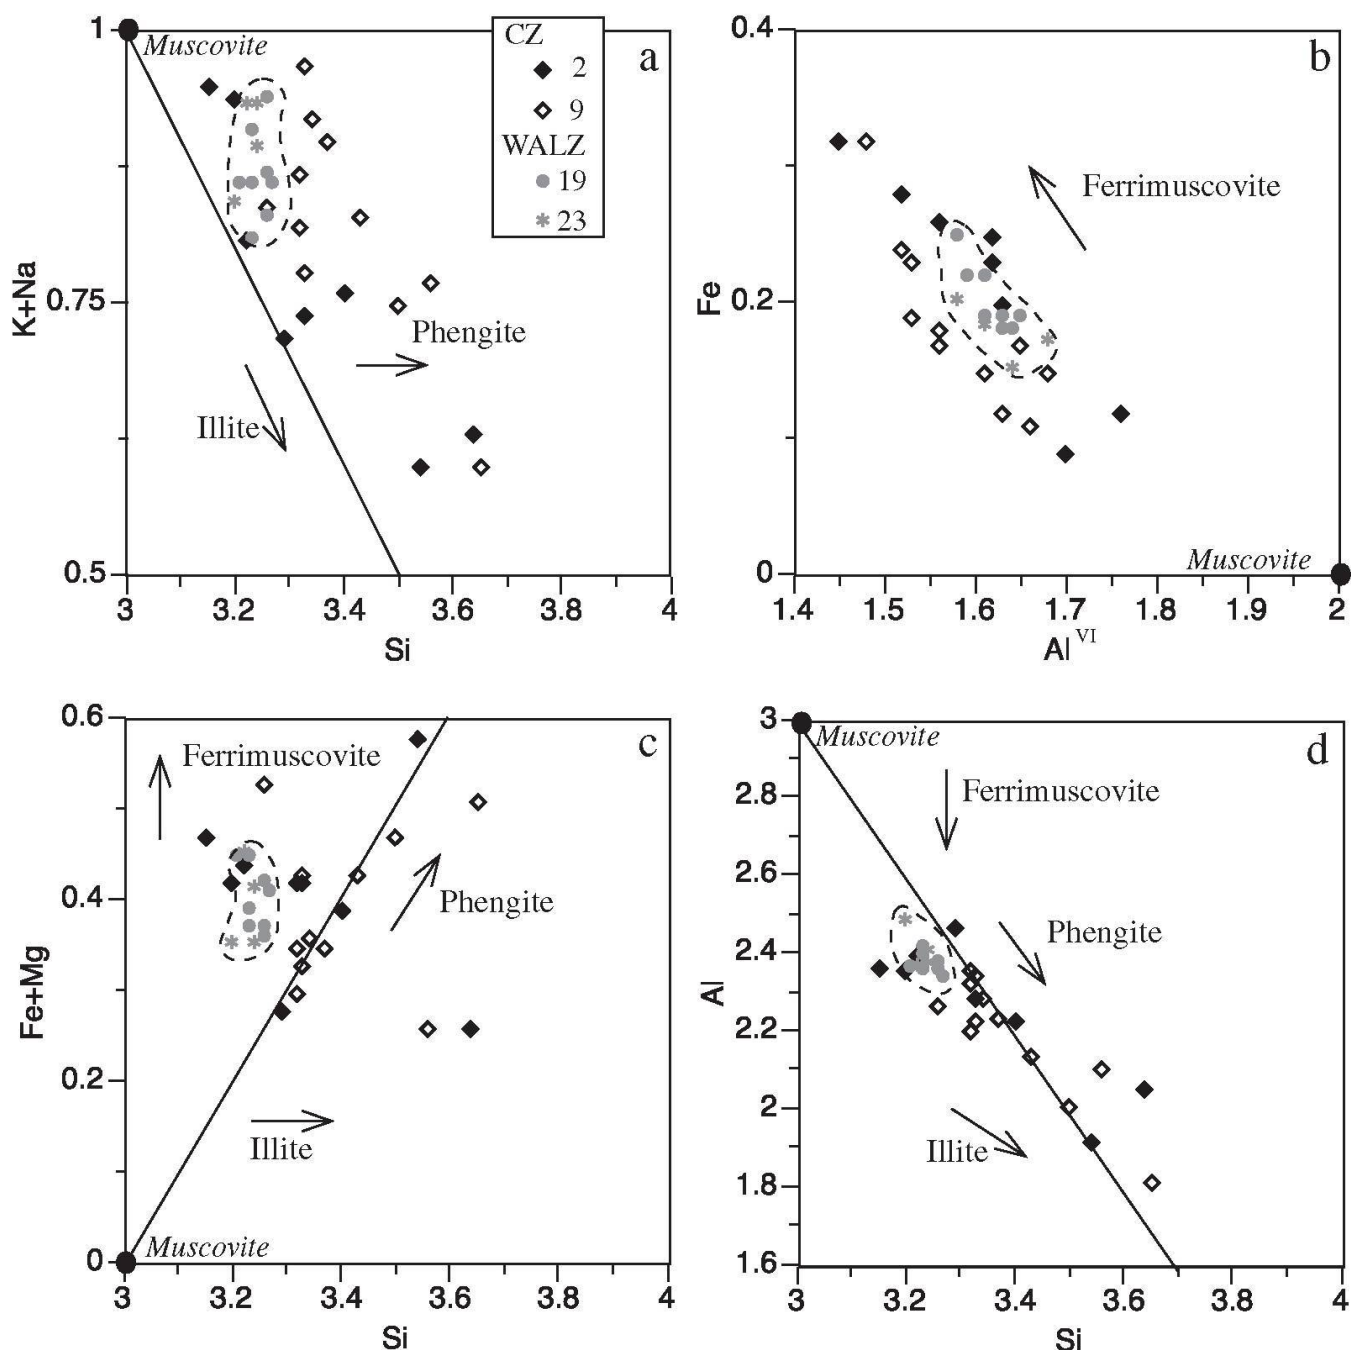 1
Muscovite
a
CZ
2
9
WALZ
19
23
K+Na
0.75
Phengite
Illite
0.5
3
3.2
3.4
3.6
3.8
4
Si
0.4
b
Ferrimuscovite
Fe
0.2
Muscovite
0
1.4
1.5
1.6
1.7
1.8
1.9
2
Al VI
0.6
c
Ferrimuscovite
0.4
Phengite
Fe+Mg
0.2
Illite
0
Muscovite
3
3.2
3.4
3.6
3.8
4
Si
3
Muscovite
d
2.8
Ferrimuscovite
2.6
2.4
Phengite
Al
2.2
2
Illite
1.8
1.6
3
3.2
3.4
3.6
3.8
4
Si